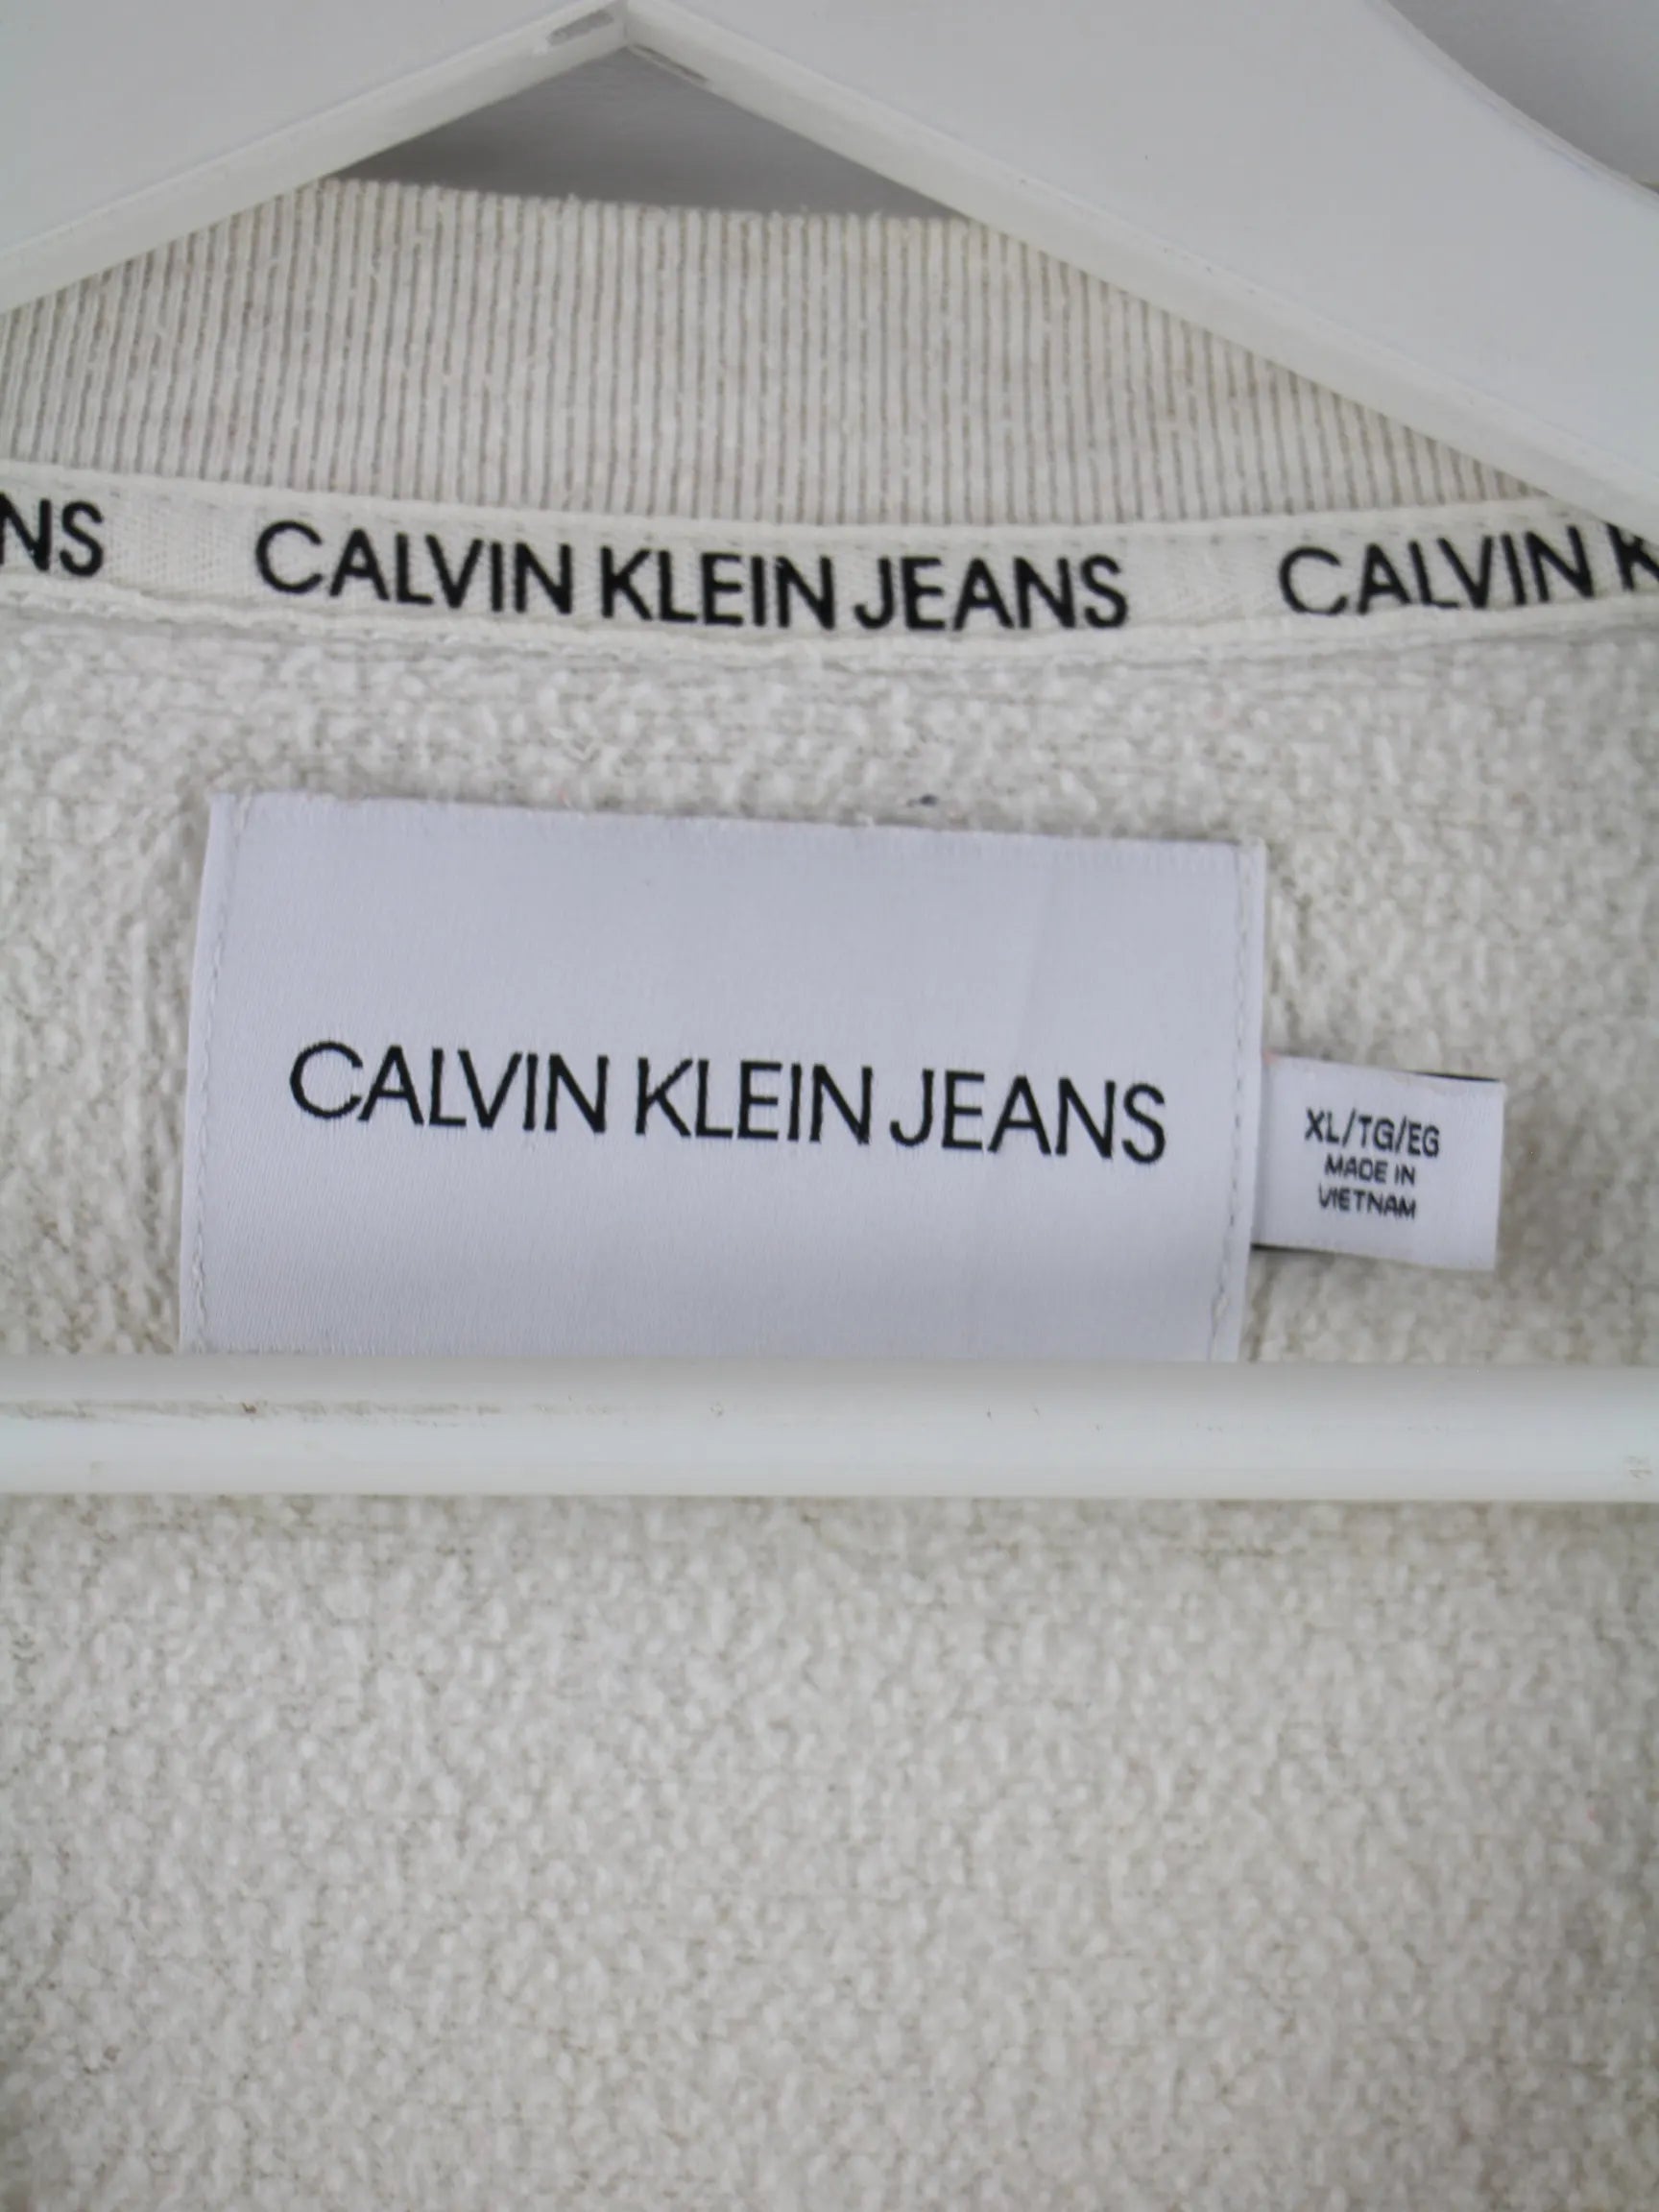 NS CALVIN KLEIN JEANS CALVIN K
CALVIN KLEIN JEANS
XL/TG/EG
MADE IN
VIETNAM